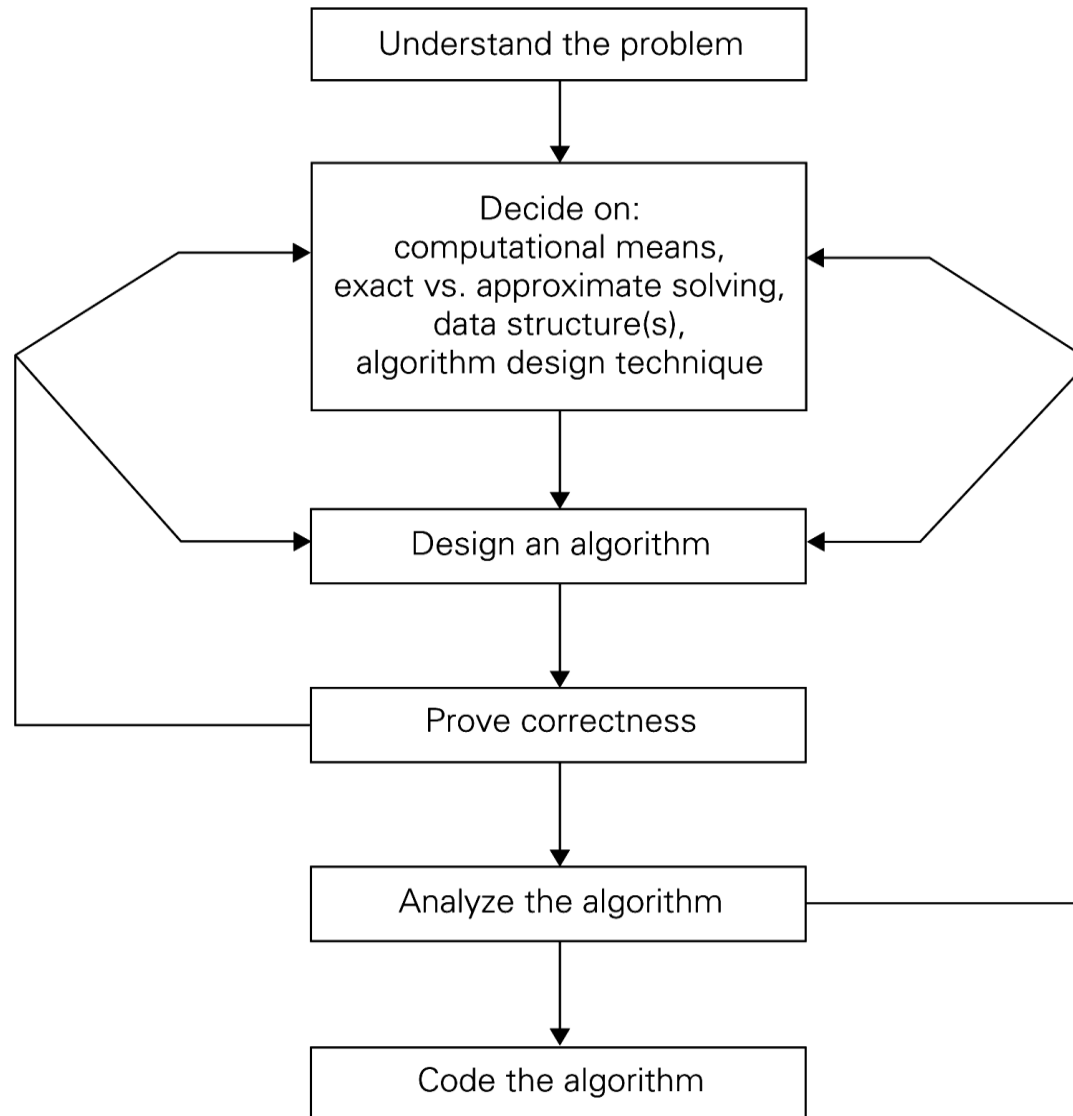 Understand the problem
Decide on:
computational means,
exact vs. approximate solving,
data structure(s),
algorithm design technique
Design an algorithm
Prove correctness
Analyze the algorithm
Code the algorithm